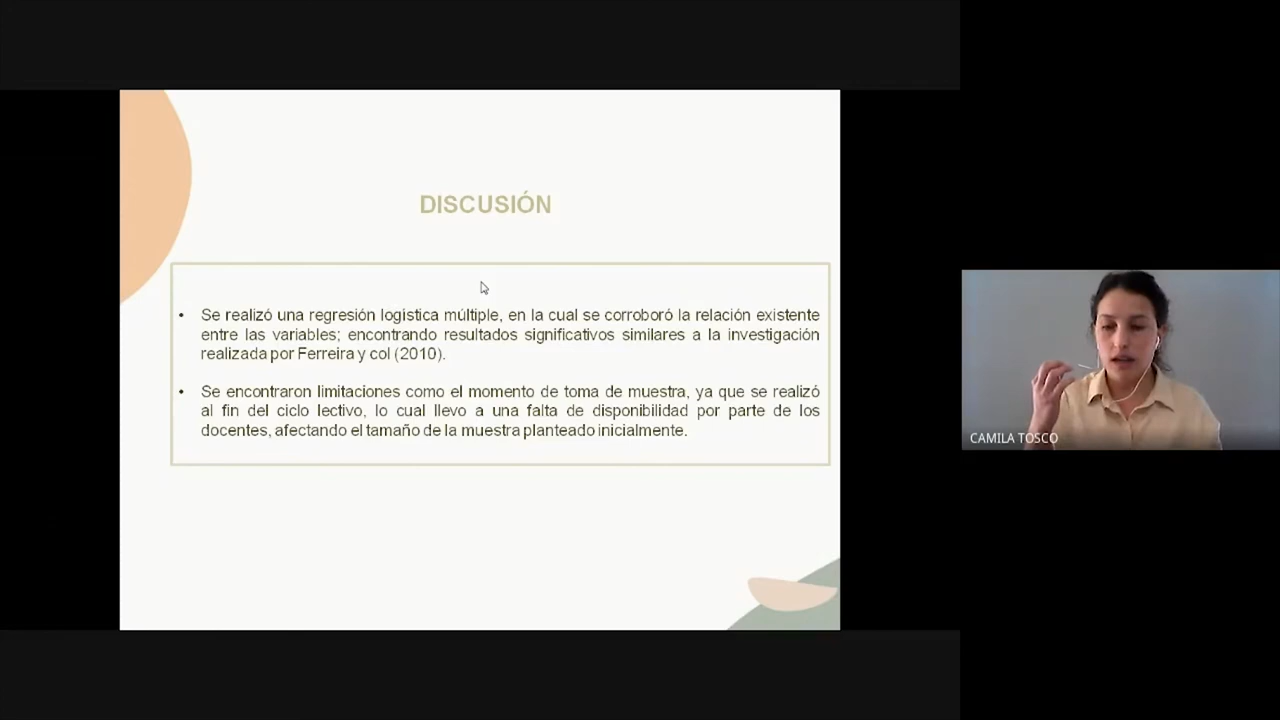 DISCUSIÓN
• Se realizó una regresión logística múltiple, en la cual se corroboró la relación existente
entre las variables; encontrando resultados significativos similares a la investigación
realizada por Ferreira y col (2010).
• Se encontraron limitaciones como el momento de toma de muestra, ya que se realizó
al fin del ciclo lectivo, lo cual llevo a una falta de disponibilidad por parte de los
docentes, afectando el tamaño de la muestra planteado inicialmente.
CAMILA TOSCO